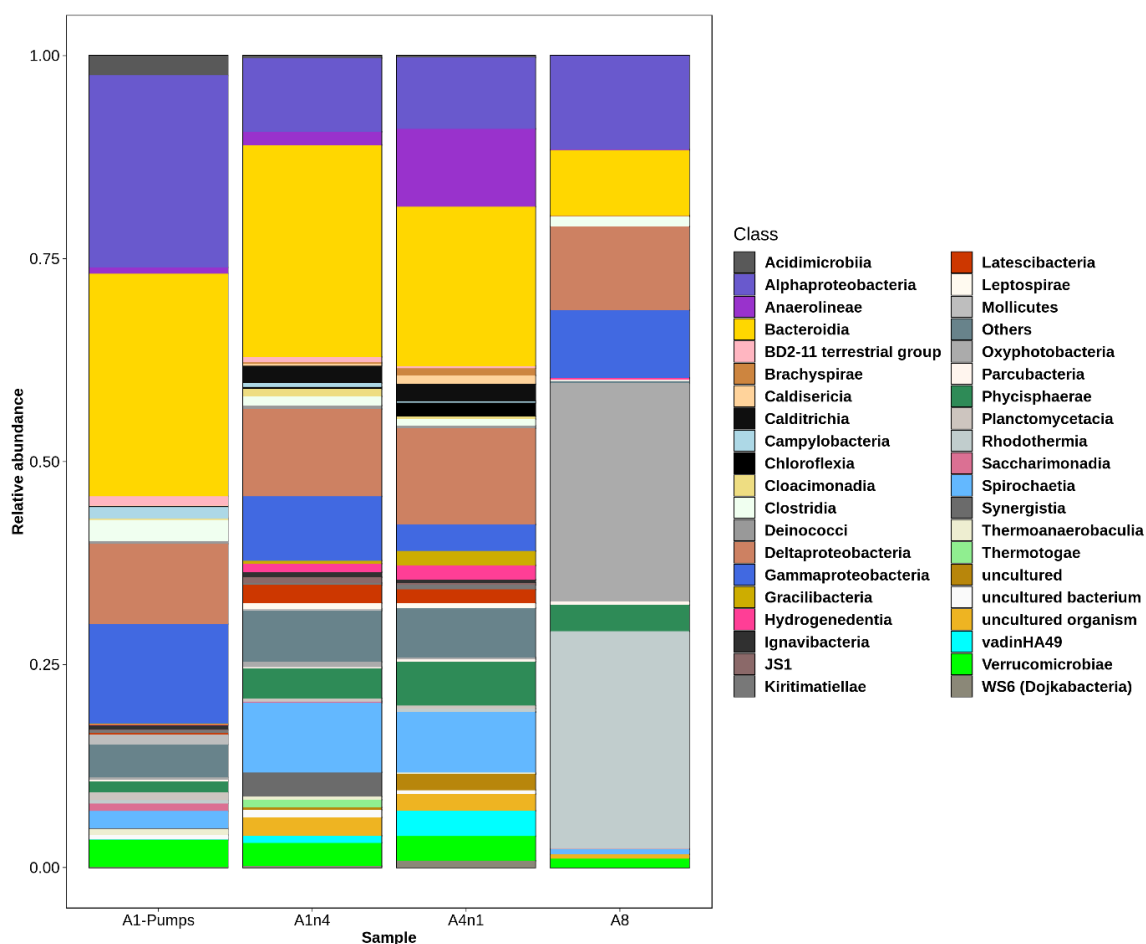 1.00
0.75
0.50
0.25
0.00
Relative abundance
A1-Pumps
A1n4
A4n1
A8
Sample
Class
Acidimicrobiia
Alphaproteobacteria
Anaerolineae
Bacteroidia
BD2-11 terrestrial group
Brachyspirae
Caldisericia
Calditrichia
Campylobacteria
Chloroflexia
Cloacimonadia
Clostridia
Deinococci
Deltaproteobacteria
Gammaproteobacteria
Gracilibacteria
Hydrogenedentia
Ignavibacteria
JS1
Kiritimatiellae
Latescibacteria
Leptospirae
Mollicutes
Others
Oxyphotobacteria
Parcubacteria
Phycisphaerae
Planctomycetacia
Rhodothermia
Saccharimonadia
Spirochaetia
Synergistia
Thermoanaerobaculia
Thermotogae
uncultured
uncultured bacterium
uncultured organism
vadinHA49
Verrucomicrobiae
WS6 (Dojkabacteria)